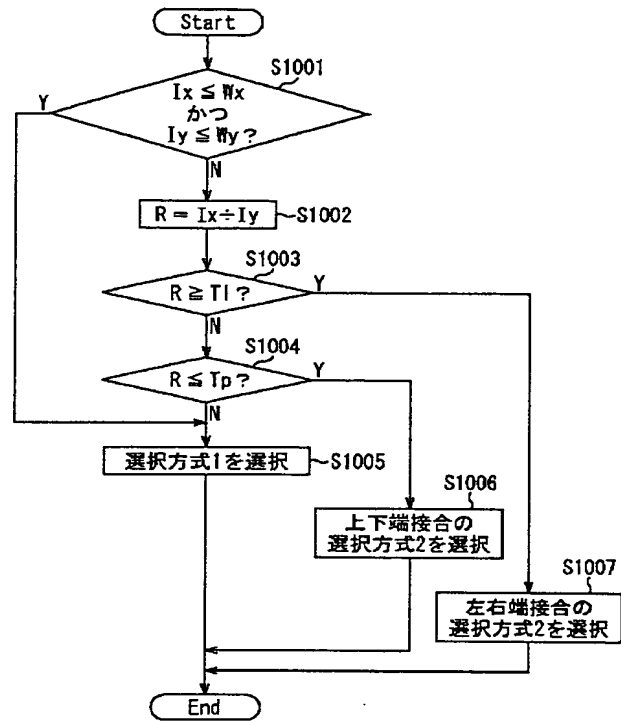 Start
S1001
Y
Ix ≦ Wx
かつ
Iy ≦ Wy?
N
R = Ix÷Iy
S1002
S1003
R ≧ Tl?
Y
N
S1004
R ≦ Tp?
Y
N
選択方式1を選択
S1005
S1006
上下端接合の
選択方式2を選択
S1007
左右端接合の
選択方式2を選択
End